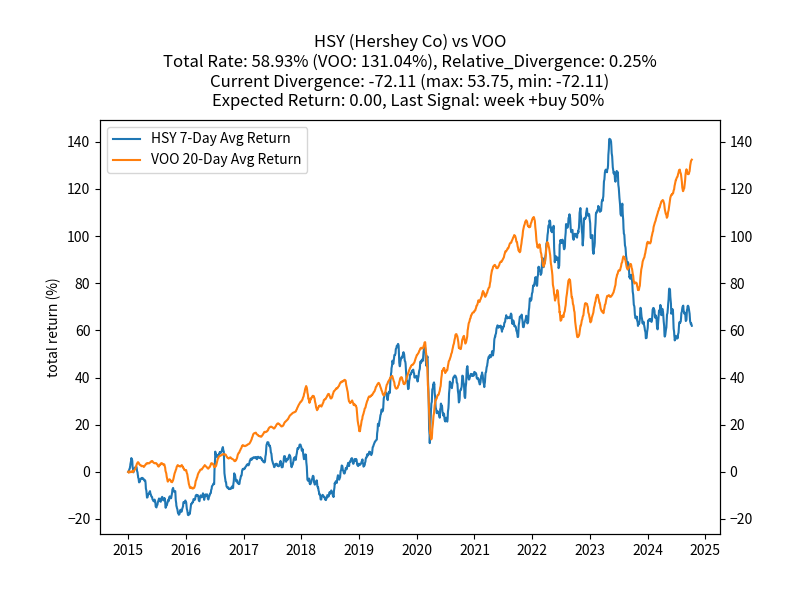 HSY (Hershey Co) vs VOO
Total Rate: 58.93% (VOO: 131.04%), Relative_Divergence: 0.25%
Current Divergence: -72.11 (max: 53.75, min: -72.11)
Expected Return: 0.00, Last Signal: week +buy 50%
HSY 7-Day Avg Return
VOO 20-Day Avg Return
total return (%)
140 140
120 120
100 100
80 80
60 60
40 40
20 20
0 0
−20 −20
2015 2016 2017 2018 2019 2020 2021 2022 2023 2024 2025